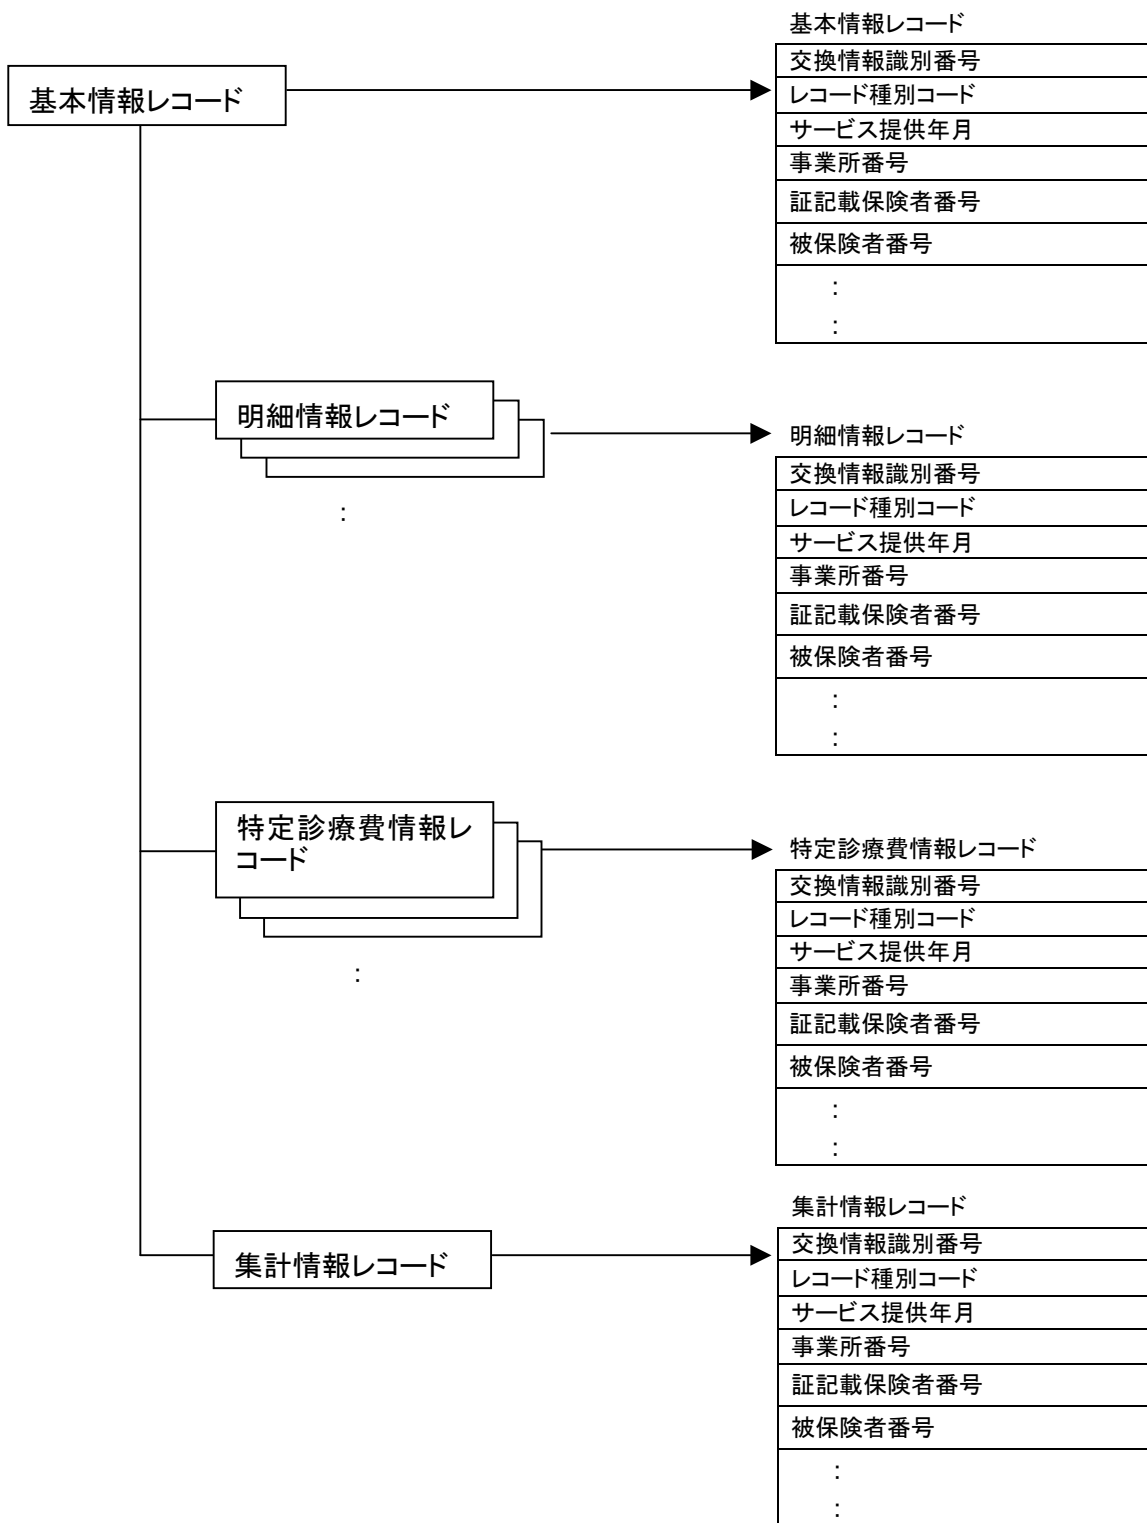 基本情報レコード
基本情報レコード
交換情報識別番号
レコード種別コード
サービス提供年月
事業所番号
証記載保険者番号
被保険者番号
:
:
明細情報レコード
:
明細情報レコード
交換情報識別番号
レコード種別コード
サービス提供年月
事業所番号
証記載保険者番号
被保険者番号
:
:
特定診療費情報レ
コード
:
特定診療費情報レコード
交換情報識別番号
レコード種別コード
サービス提供年月
事業所番号
証記載保険者番号
被保険者番号
:
:
集計情報レコード
集計情報レコード
交換情報識別番号
レコード種別コード
サービス提供年月
事業所番号
証記載保険者番号
被保険者番号
:
: